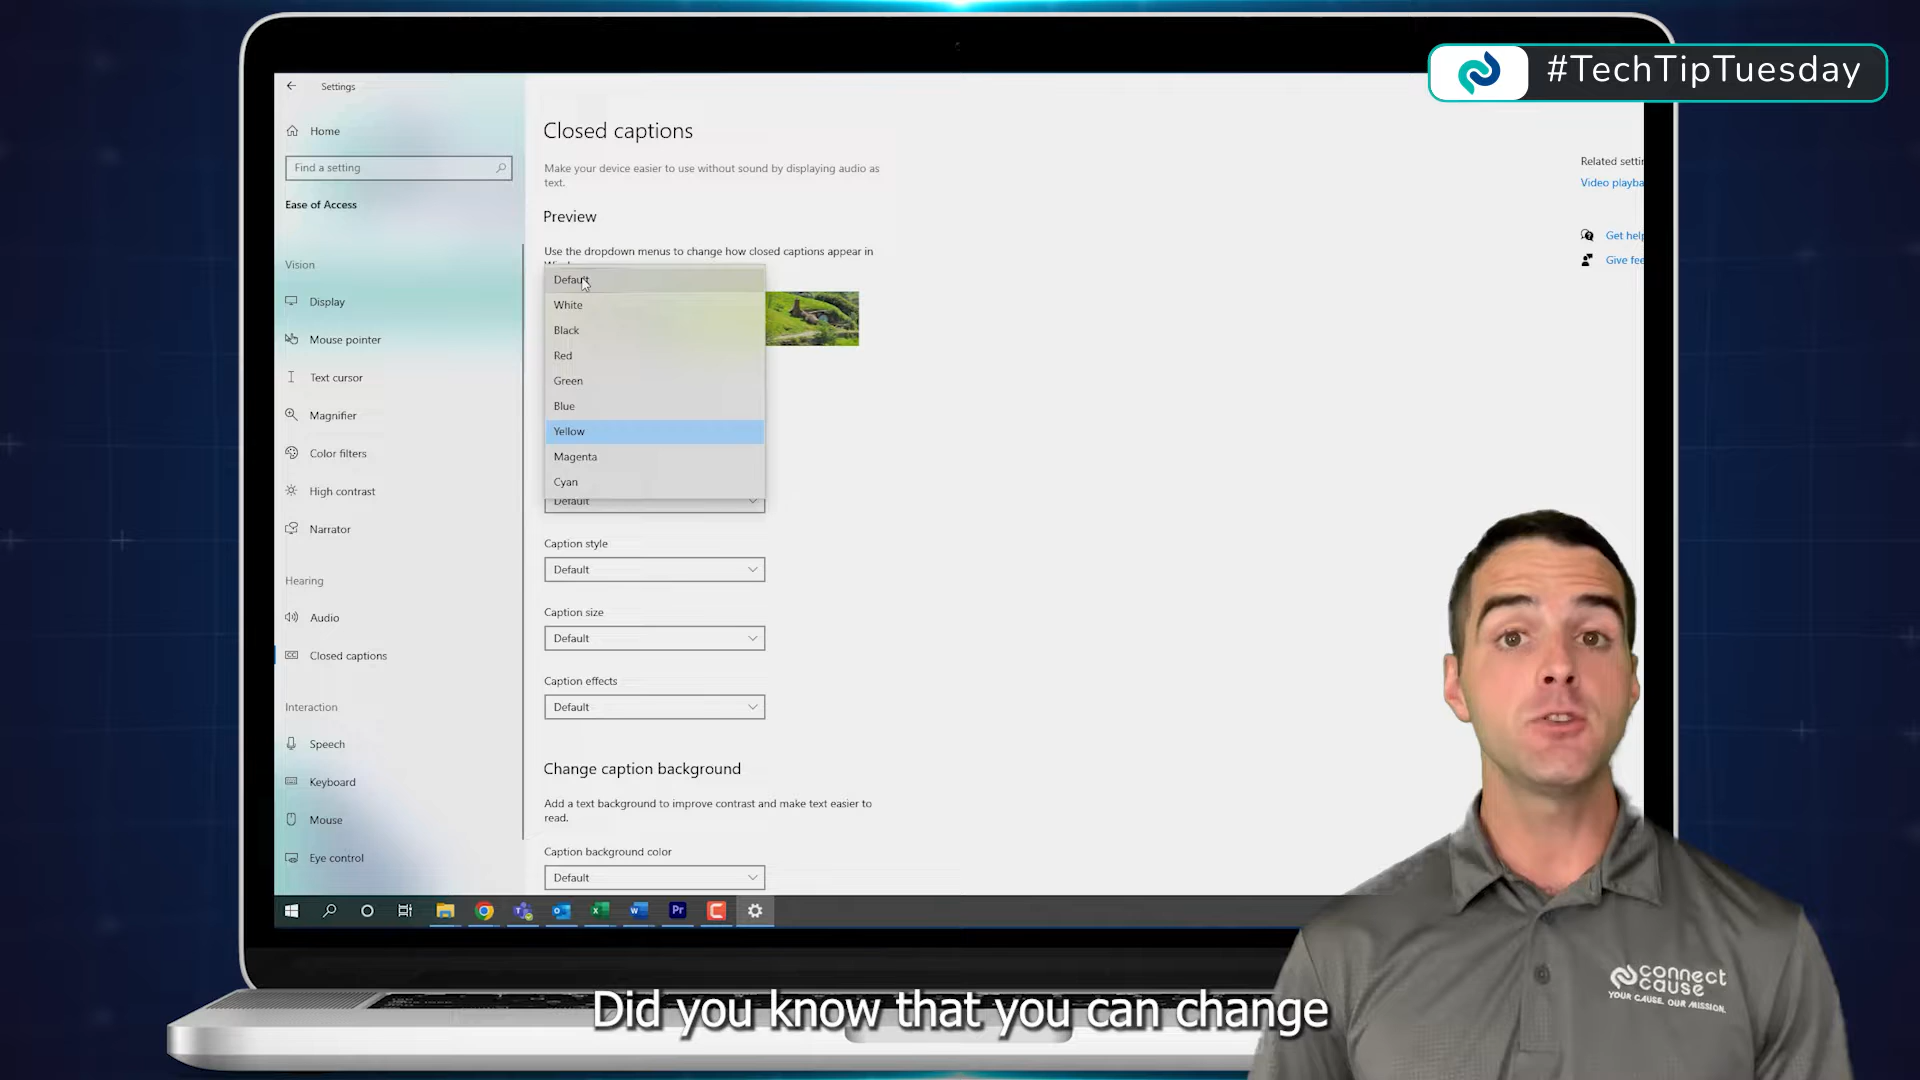 #TechTipTuesday
Settings
Home
Find a setting
Ease of Access
Vision
Display
Mouse pointer
Text cursor
Magnifier
Color filters
High contrast
Narrator
Hearing
Audio
Closed captions
Interaction
Speech
Keyboard
Mouse
Eye control
Closed captions
Make your device easier to use without sound by displaying audio as
text.
Preview
Use the dropdown menus to change how closed captions appear in
Default
White
Black
Red
Green
Blue
Yellow
Magenta
Cyan
Default
Caption style
Default
Caption size
Default
Caption effects
Default
Change caption background
Add a text background to improve contrast and make text easier to
read.
Caption background color
Default
Related
Video
Get help
Give
Pr
connect
cause
YOUR CAUSE. OUR MISSION.
Did you know that you can change